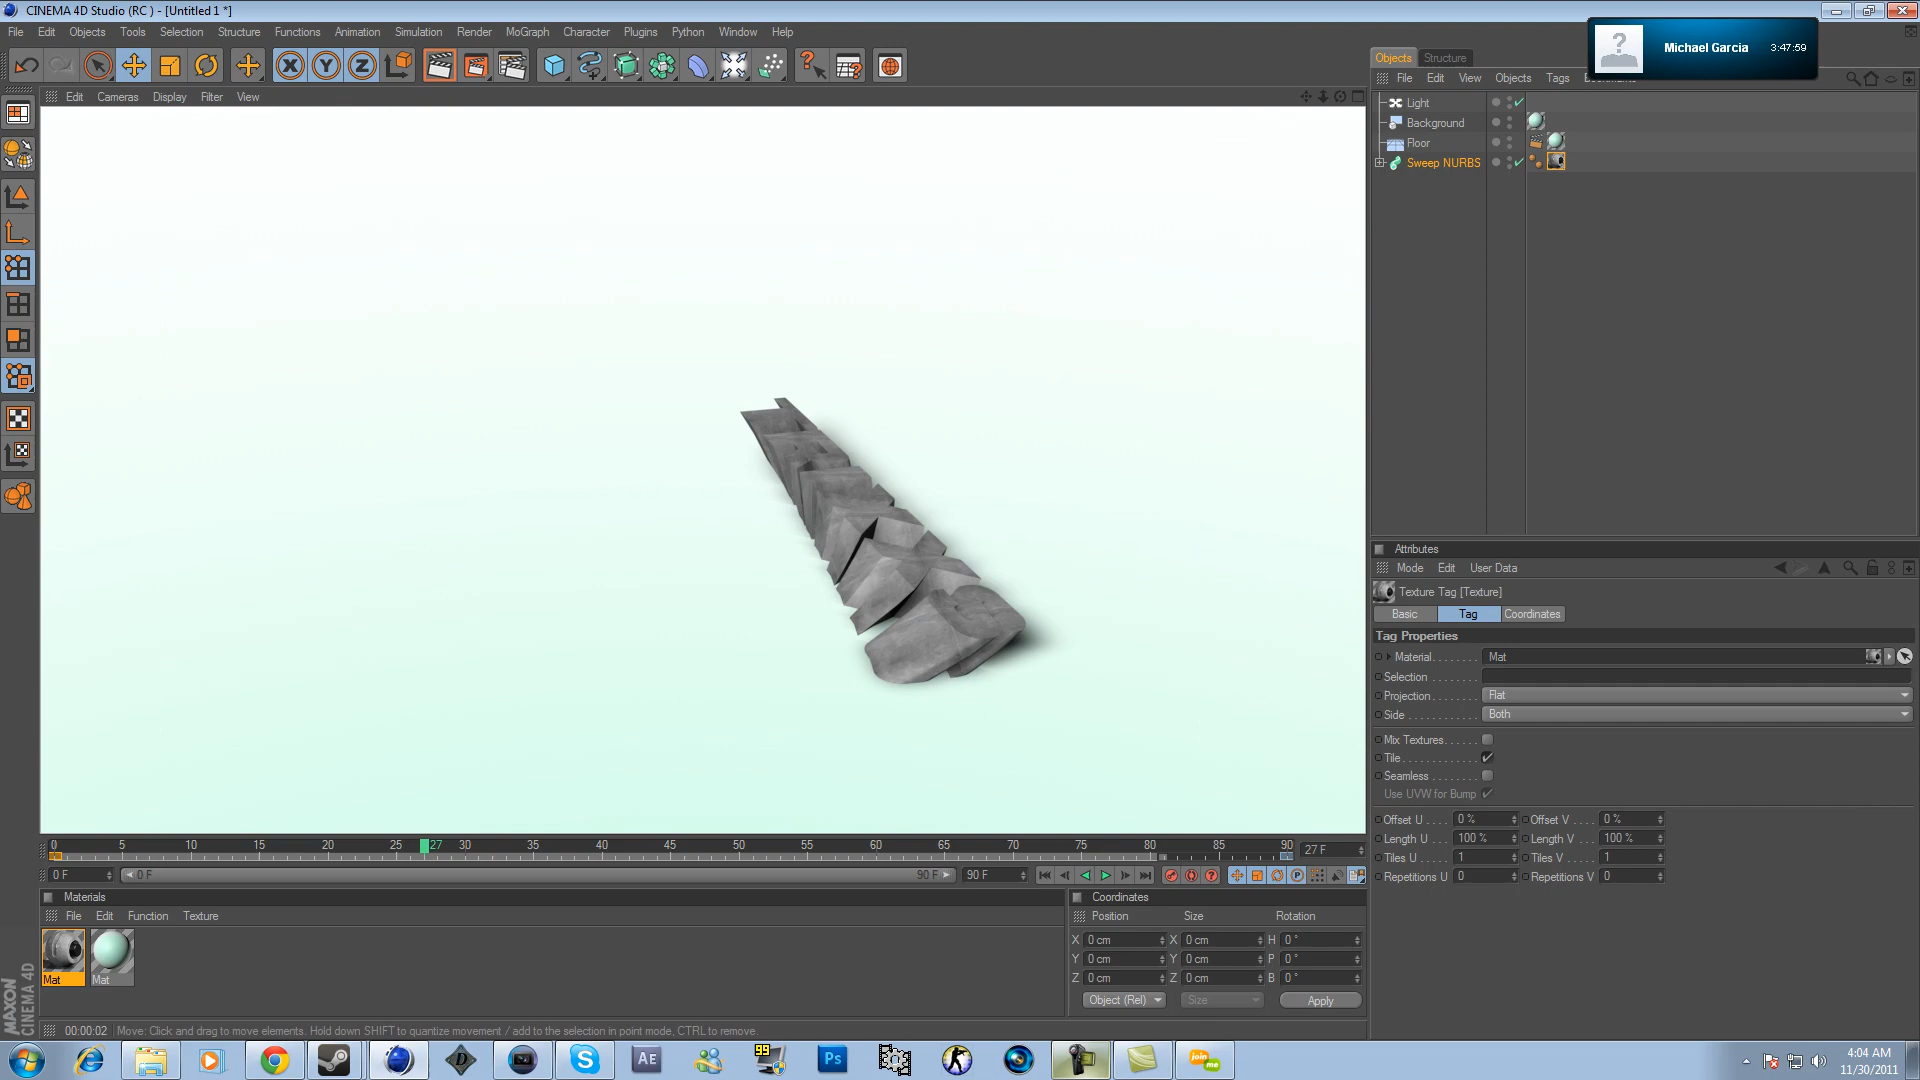 CINEMA 4D Studio (RC ) - [Untitled 1 *]
File Edit Objects Tools Selection Structure Functions Animation Simulation Render MoGraph Character Plugins Python Window Help
Michael Garcia 3:47:59
Objects Structure
File Edit View Objects Tags
Edit Cameras Display Filter View
Light
Background
Floor
Sweep NURBS
Attributes
Mode Edit User Data
Texture Tag [Texture]
Basic Tag Coordinates
Tag Properties
Material........ Mat
Selection........
Projection....... Flat
Side............ Both
Mix Textures......
Tile.............
Seamless........
Use UVW for Bump
Offset U .... 0 % Offset V .... 0 %
Length U ... 100 % Length V ... 100 %
Tiles U ..... 1 Tiles V ..... 1
Repetitions U 0 Repetitions V 0
0 5 10 15 20 25 27 30 35 40 45 50 55 60 65 70 75 80 85 90 27 F
0 F 0 F 90 F 90 F
Materials
File Edit Function Texture
Mat Mat
Coordinates
Position Size Rotation
X 0 cm X 0 cm H 0 °
Y 0 cm Y 0 cm P 0 °
Z 0 cm Z 0 cm B 0 °
Object (Rel) Size Apply
MAXON CINEMA 4D
00:00:02 Move: Click and drag to move elements. Hold down SHIFT to quantize movement / add to the selection in point mode, CTRL to remove.
Ae 99 Ps join me
4:04 AM
11/30/2011